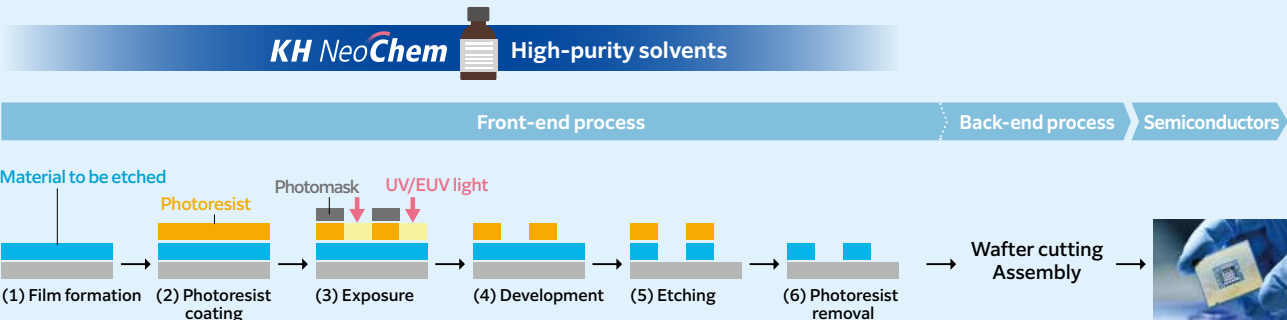 KH NeoChem High-purity solvents
Front-end process
Back-end process
Semiconductors
Material to be etched
Photoresist
Photomask
UV/EUV light
Wafter cutting
Assembly
(1) Film formation
(2) Photoresist
coating
(3) Exposure
(4) Development
(5) Etching
(6) Photoresist
removal